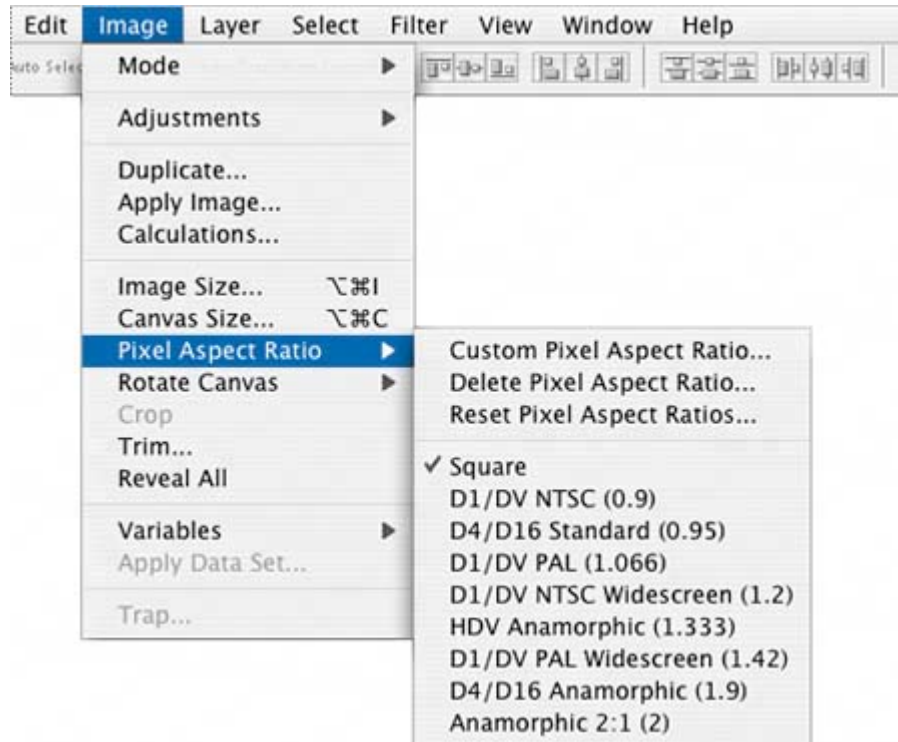 Edit Image Layer Select Filter View Window Help
Auto Selec
Mode
Adjustments
Duplicate...
Apply Image...
Calculations...
Image Size... ⌥⌘I
Canvas Size... ⌥⌘C
Pixel Aspect Ratio
Rotate Canvas
Crop
Trim...
Reveal All
Variables
Apply Data Set...
Trap...
Custom Pixel Aspect Ratio...
Delete Pixel Aspect Ratio...
Reset Pixel Aspect Ratios...
✓ Square
D1/DV NTSC (0.9)
D4/D16 Standard (0.95)
D1/DV PAL (1.066)
D1/DV NTSC Widescreen (1.2)
HDV Anamorphic (1.333)
D1/DV PAL Widescreen (1.42)
D4/D16 Anamorphic (1.9)
Anamorphic 2:1 (2)